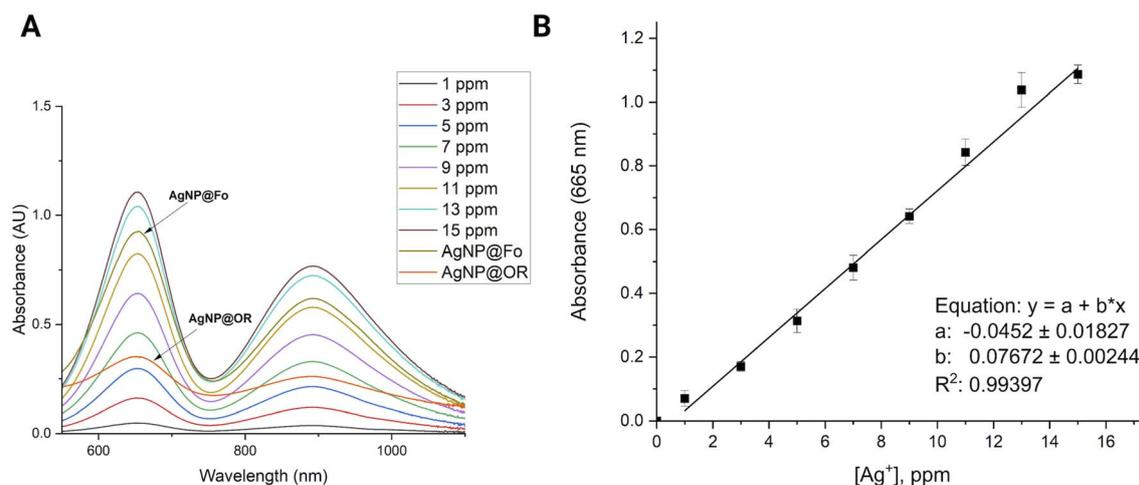 A
1 ppm
3 ppm
5 ppm
7 ppm
9 ppm
11 ppm
13 ppm
15 ppm
AgNP@Fo
AgNP@OR
AgNP@Fo
AgNP@OR
1.5
1.0
0.5
0.0
600 800 1000
Absorbance (AU)
Wavelength (nm)
B
1.2
1.0
0.8
0.6
0.4
0.2
0.0
0 2 4 6 8 10 12 14 16
Absorbance (665 nm)
[Ag⁺], ppm
Equation: y = a + b*x
a: -0.0452 ± 0.01827
b: 0.07672 ± 0.00244
R²: 0.99397